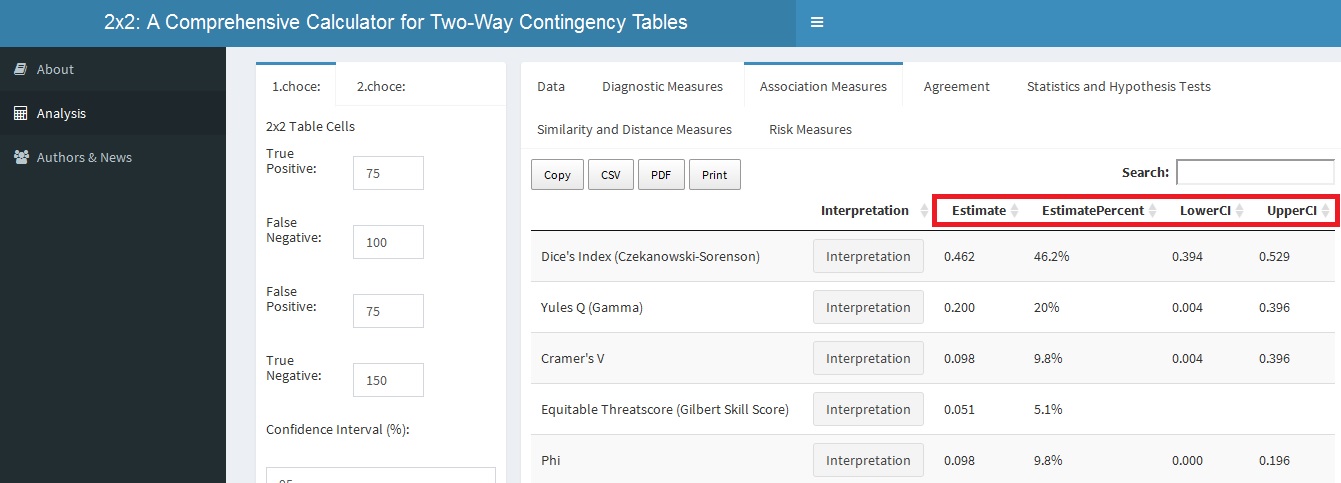 2x2: A Comprehensive Calculator for Two-Way Contingency Tables
About
Analysis
Authors & News
1.choce:
2.choce:
2x2 Table Cells
True
Positive:
75
False
Negative:
100
False
Positive:
75
True
Negative:
150
Confidence Interval (%):
Data Diagnostic Measures Association Measures Agreement Statistics and Hypothesis Tests
Similarity and Distance Measures Risk Measures
Copy CSV PDF Print Search:
Interpretation Estimate EstimatePercent LowerCI UpperCI
Dice's Index (Czekanowski-Sorenson) Interpretation 0.462 46.2% 0.394 0.529
Yules Q (Gamma) Interpretation 0.200 20% 0.004 0.396
Cramer's V Interpretation 0.098 9.8% 0.004 0.396
Equitable Threatscore (Gilbert Skill Score) Interpretation 0.051 5.1%
Phi Interpretation 0.098 9.8% 0.000 0.196